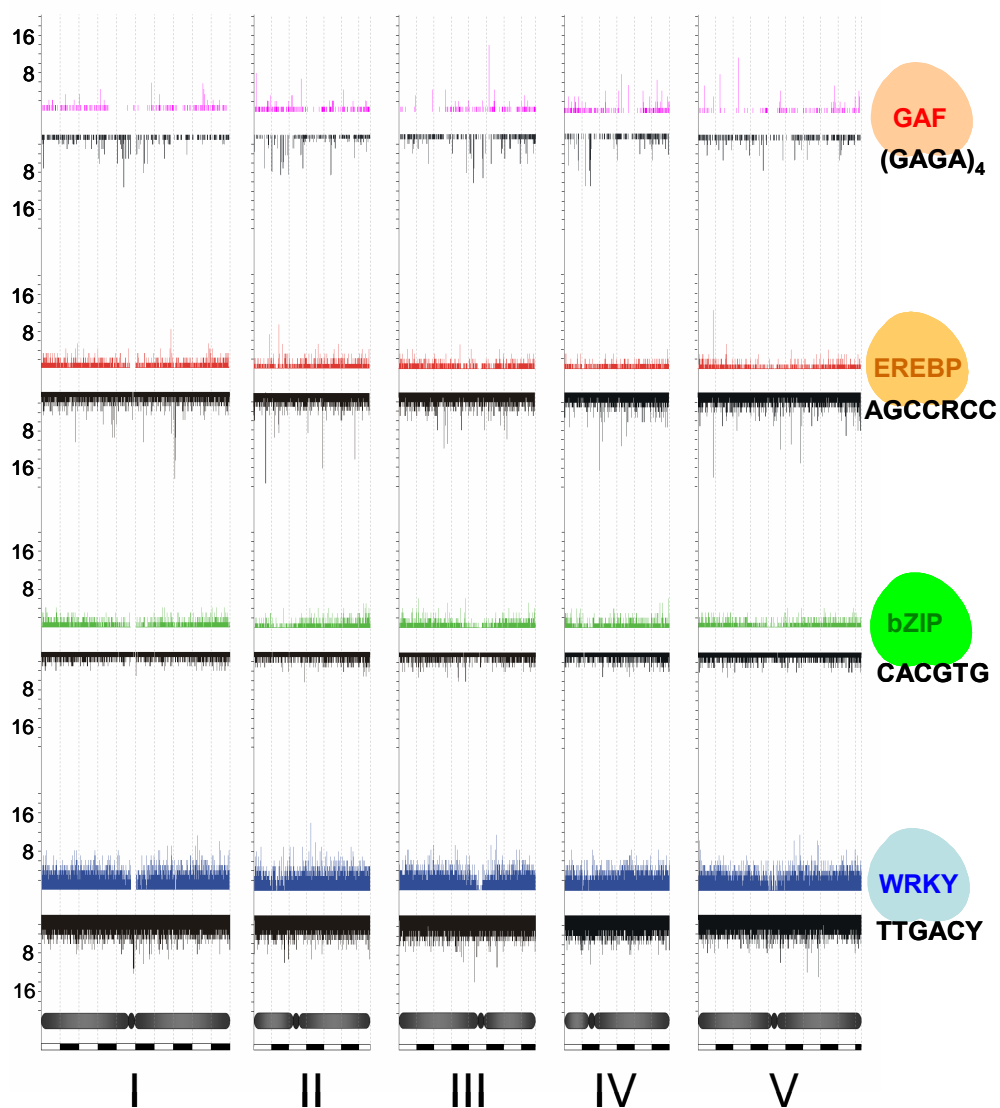 16
8
GAF
(GAGA)4
8
16
16
8
EREBP
AGCCRCC
8
16
16
8
bZIP
CACGTG
8
16
16
8
WRKY
TTGACY
8
16
I II III IV V